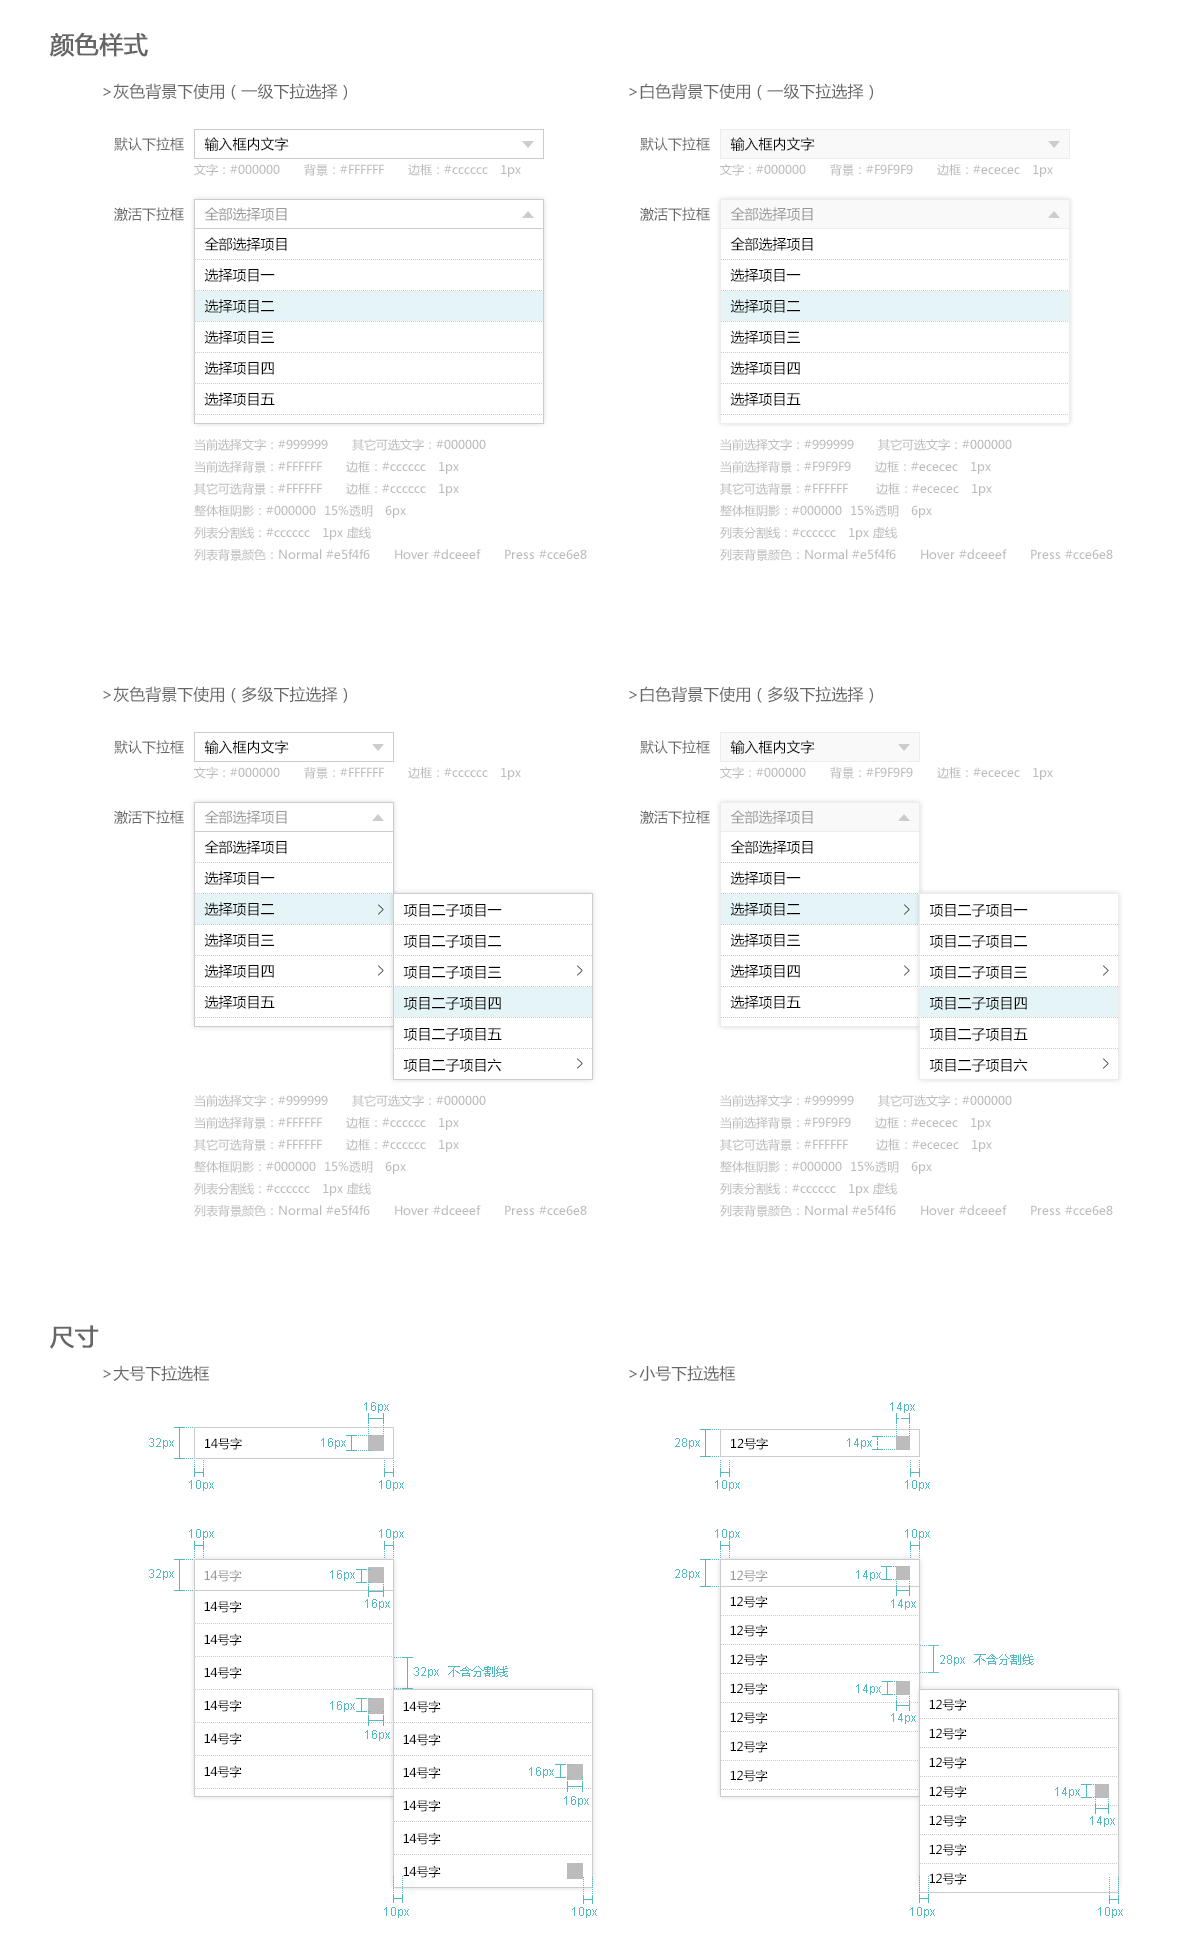 颜色样式
>灰色背景下使用（一级下拉选择）
默认下拉框 输入框内文字
文字：#000000 背景：#FFFFFF 边框：#cccccc 1px
激活下拉框 全部选择项目
全部选择项目
选择项目一
选择项目二
选择项目三
选择项目四
选择项目五
当前选择文字：#999999 其它可选文字：#000000
当前选择背景：#FFFFFF 边框：#cccccc 1px
其它可选背景：#FFFFFF 边框：#cccccc 1px
整体框阴影：#000000 15%透明 6px
列表分割线：#cccccc 1px 虚线
列表背景颜色：Normal #e5f4f6 Hover #dceeef Press #cce6e8
>白色背景下使用（一级下拉选择）
默认下拉框 输入框内文字
文字：#000000 背景：#F9F9F9 边框：#ececec 1px
激活下拉框 全部选择项目
全部选择项目
选择项目一
选择项目二
选择项目三
选择项目四
选择项目五
当前选择文字：#999999 其它可选文字：#000000
当前选择背景：#F9F9F9 边框：#ececec 1px
其它可选背景：#FFFFFF 边框：#ececec 1px
整体框阴影：#000000 15%透明 6px
列表分割线：#cccccc 1px 虚线
列表背景颜色：Normal #e5f4f6 Hover #dceeef Press #cce6e8
>灰色背景下使用（多级下拉选择）
默认下拉框 输入框内文字
文字：#000000 背景：#FFFFFF 边框：#cccccc 1px
激活下拉框 全部选择项目
全部选择项目
选择项目一
选择项目二
选择项目三
选择项目四
选择项目五
项目二子项目一
项目二子项目二
项目二子项目三
项目二子项目四
项目二子项目五
项目二子项目六
当前选择文字：#999999 其它可选文字：#000000
当前选择背景：#FFFFFF 边框：#cccccc 1px
其它可选背景：#FFFFFF 边框：#cccccc 1px
整体框阴影：#000000 15%透明 6px
列表分割线：#cccccc 1px 虚线
列表背景颜色：Normal #e5f4f6 Hover #dceeef Press #cce6e8
>白色背景下使用（多级下拉选择）
默认下拉框 输入框内文字
文字：#000000 背景：#F9F9F9 边框：#ececec 1px
激活下拉框 全部选择项目
全部选择项目
选择项目一
选择项目二
选择项目三
选择项目四
选择项目五
项目二子项目一
项目二子项目二
项目二子项目三
项目二子项目四
项目二子项目五
项目二子项目六
当前选择文字：#999999 其它可选文字：#000000
当前选择背景：#F9F9F9 边框：#ececec 1px
其它可选背景：#FFFFFF 边框：#ececec 1px
整体框阴影：#000000 15%透明 6px
列表分割线：#cccccc 1px 虚线
列表背景颜色：Normal #e5f4f6 Hover #dceeef Press #cce6e8
尺寸
>大号下拉选框
16px
32px 14号字 16px
10px 10px
10px 10px
32px 14号字 16px
16px
14号字
14号字
14号字
32px 不含分割线
14号字 16px
16px
14号字
14号字
14号字
14号字
14号字 16px
16px
14号字
14号字
14号字
10px 10px
>小号下拉选框
14px
28px 12号字 14px
10px 10px
10px 10px
28px 12号字 14px
14px
12号字
12号字
12号字
28px 不含分割线
12号字 14px
14px
12号字
12号字
12号字
12号字
12号字
12号字
12号字 14px
14px
12号字
12号字
12号字
10px 10px